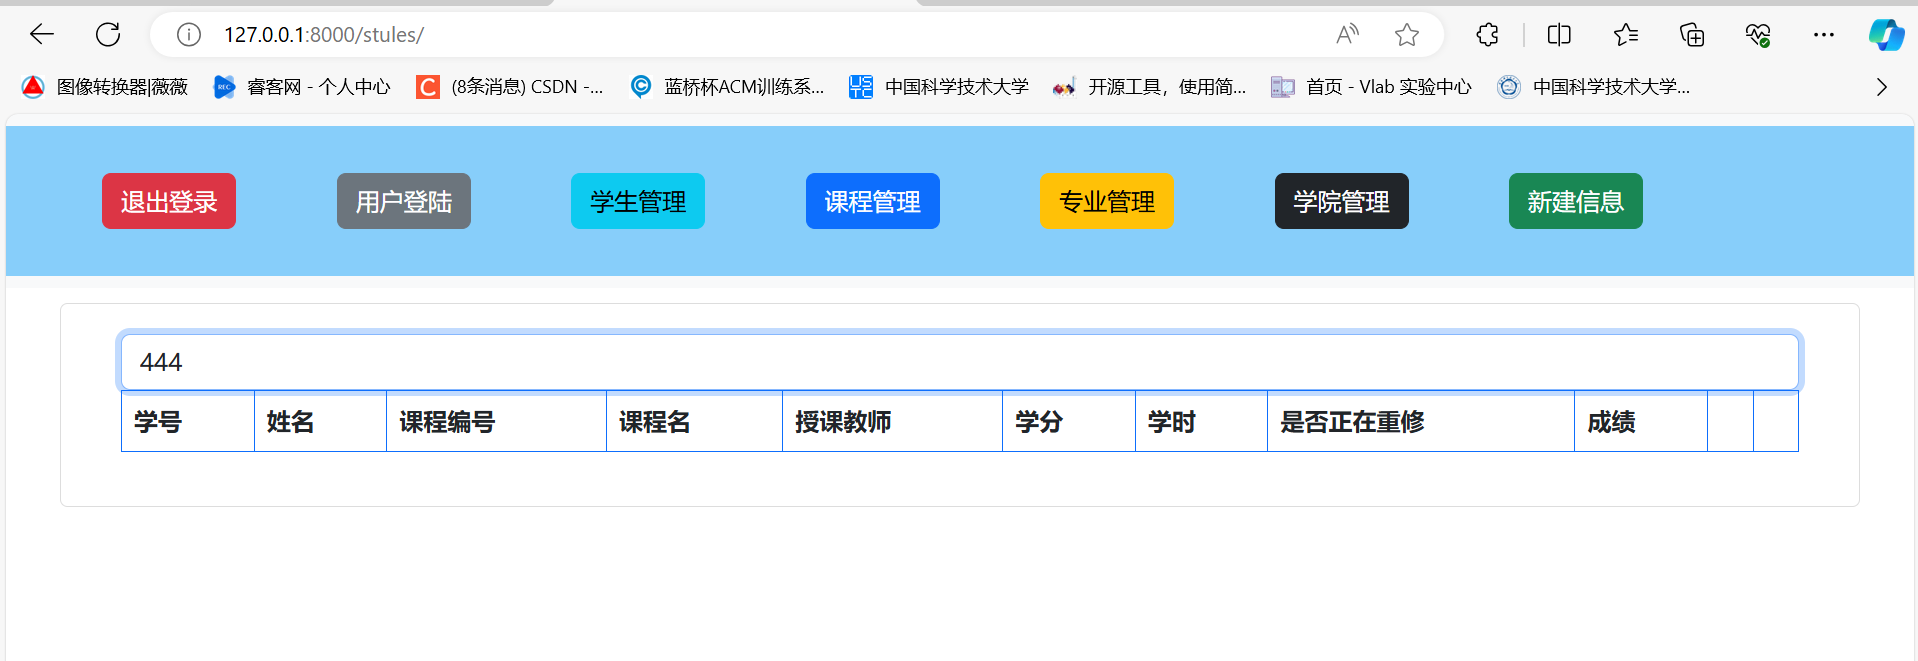 127.0.0.1:8000/stules/
图像转换器|薇薇 睿客网 - 个人中心 (8条消息) CSDN -... 蓝桥杯ACM训练系... 中国科学技术大学 开源工具，使用简... 首页 - Vlab 实验中心 中国科学技术大学...
退出登录 用户登陆 学生管理 课程管理 专业管理 学院管理 新建信息
444
学号 姓名 课程编号 课程名 授课教师 学分 学时 是否正在重修 成绩